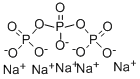 O
O O P O O
P O- P
-O O- -O O-
Na+ Na+ Na+ Na+ Na+